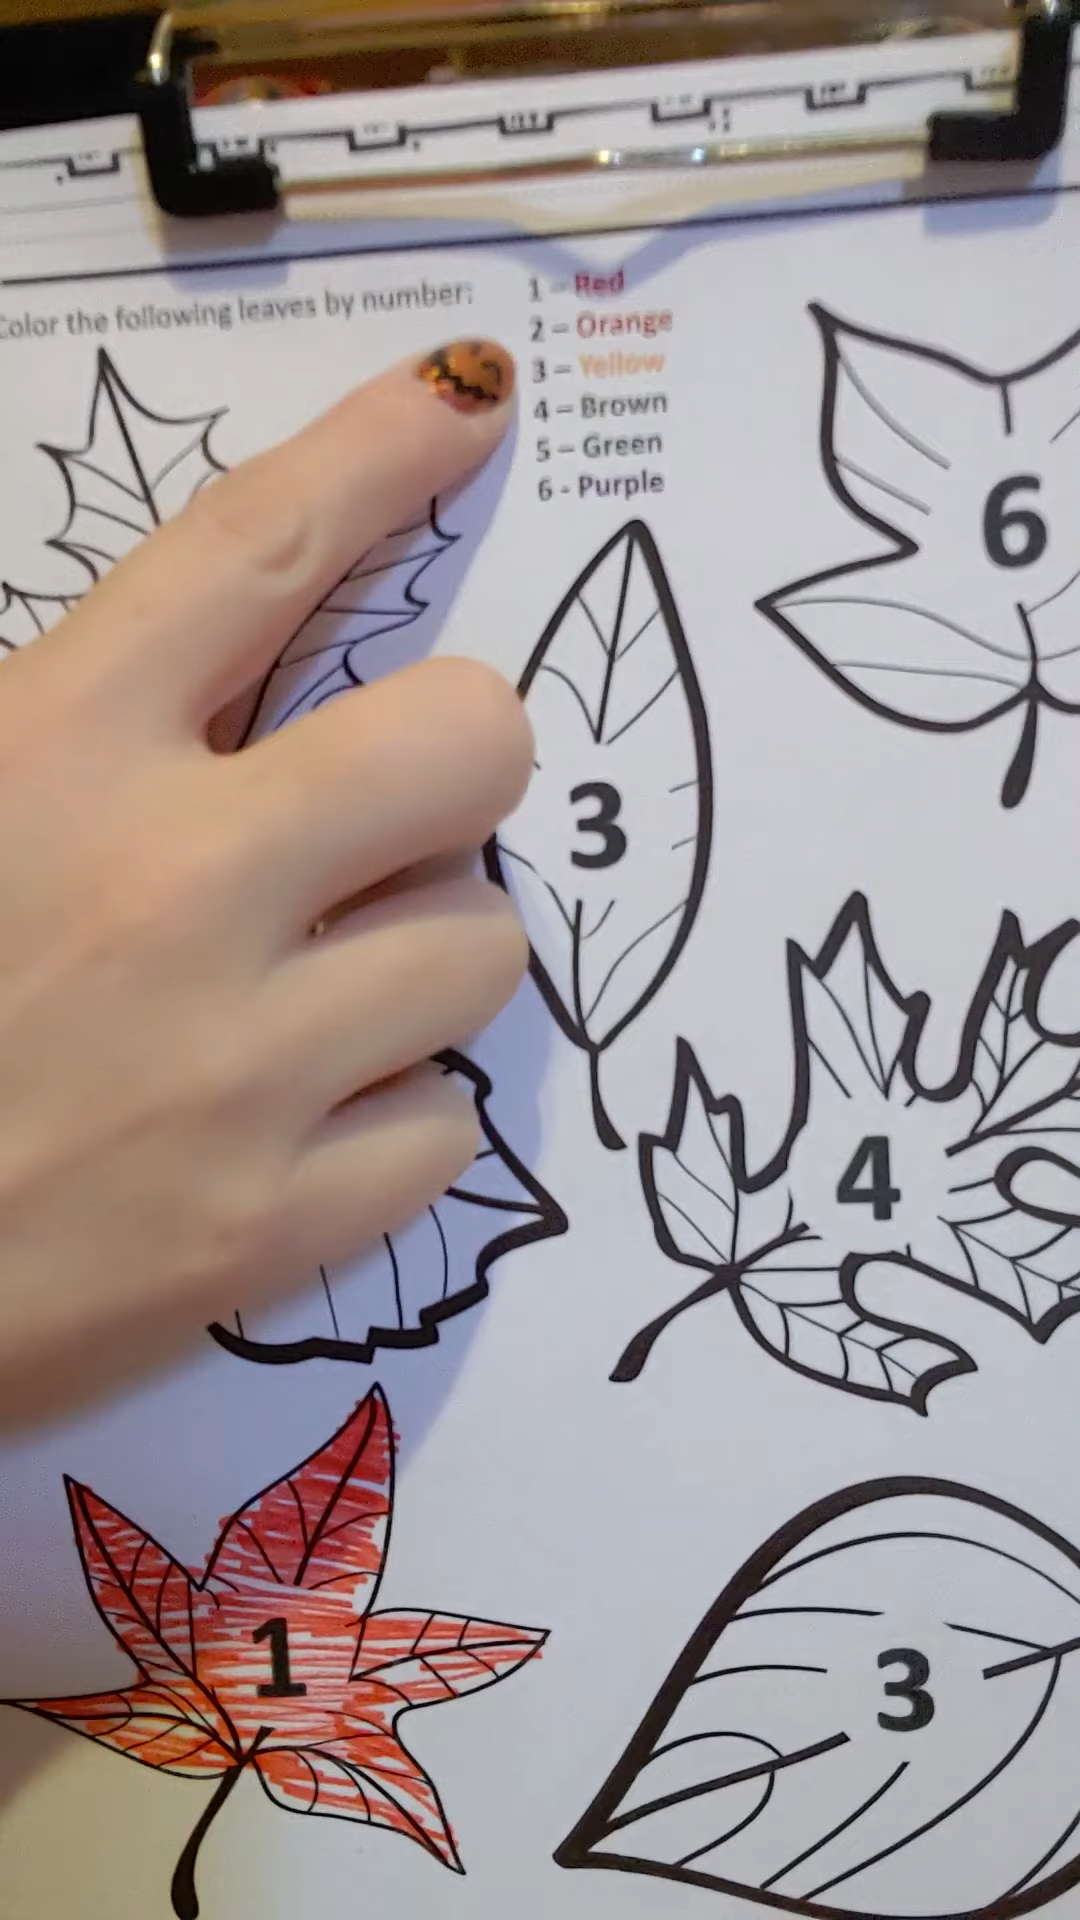 Color the following leaves by number:
1 – Red
2 – Orange
3 – Yellow
4 – Brown
5 – Green
6 - Purple
6
3
4
1
3